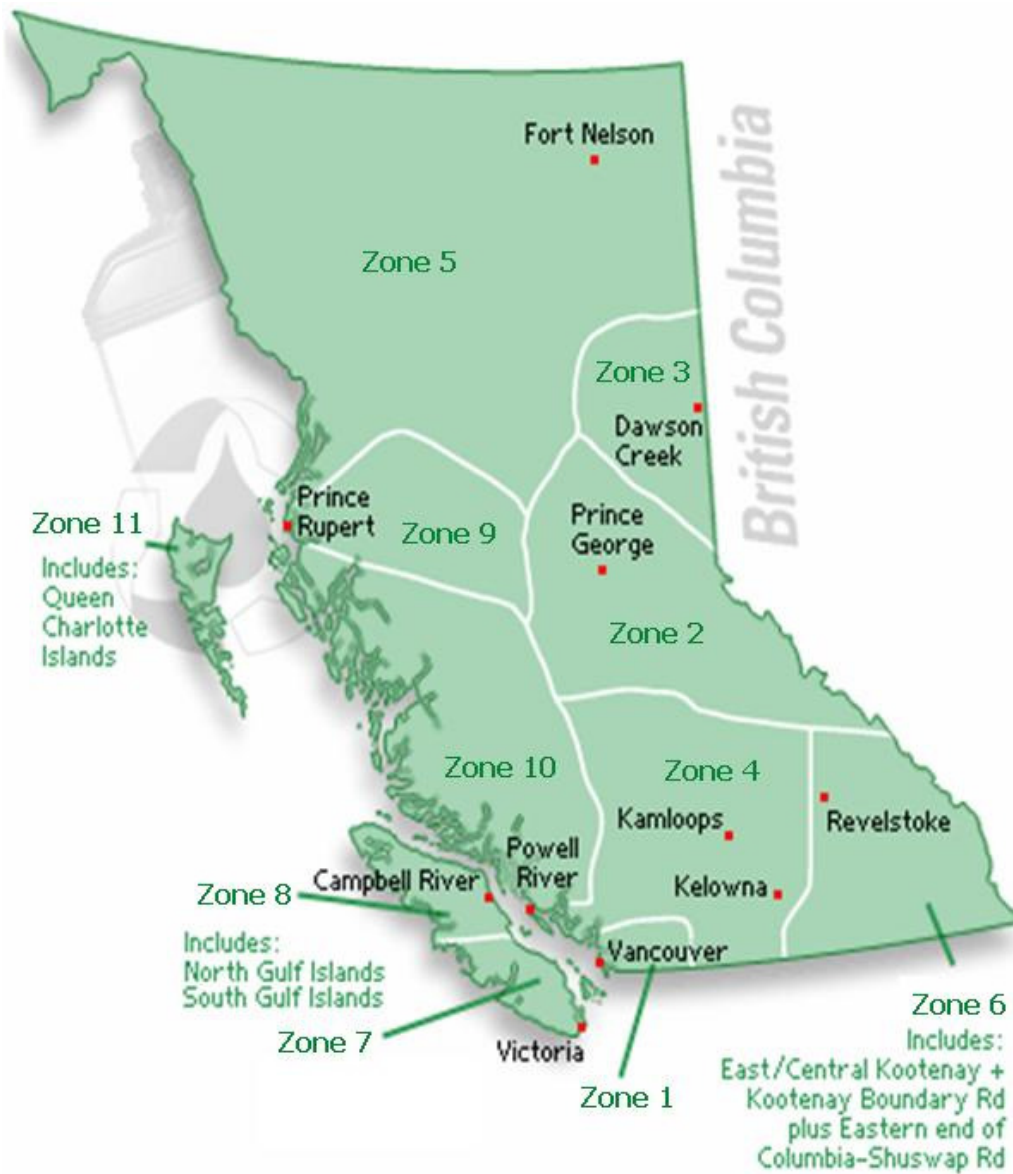 Fort Nelson
British Columbia
Zone 5
Zone 3
Dawson
Creek
Prince
Rupert
Zone 11
Includes:
Queen
Charlotte
Islands
Zone 9
Prince
George
Zone 2
Zone 10
Zone 4
Kamloops
Revelstoke
Powell
River
Campbell River
Kelowna
Zone 8
Includes:
North Gulf Islands
South Gulf Islands
Vancouver
Zone 7
Victoria
Zone 1
Zone 6
Includes:
East/Central Kootenay +
Kootenay Boundary Rd
plus Eastern end of
Columbia-Shuswap Rd